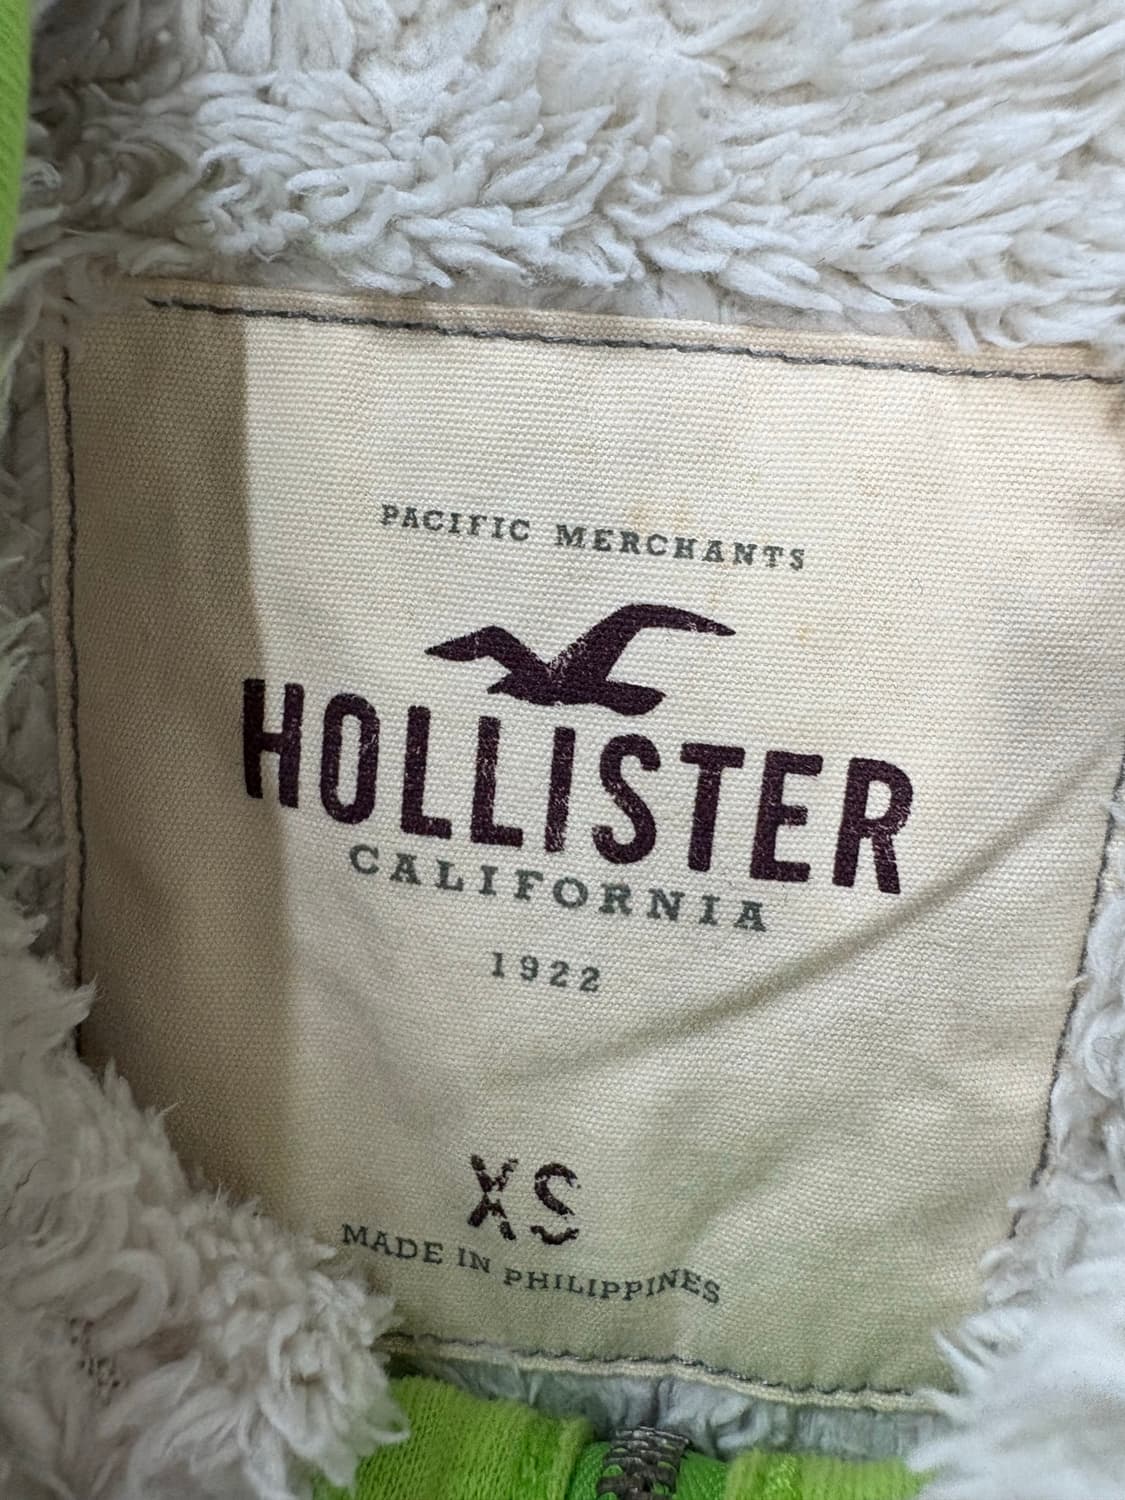 PACIFIC MERCHANTS
HOLLISTER
CALIFORNIA
1922
XS
MADE IN PHILIPPINES